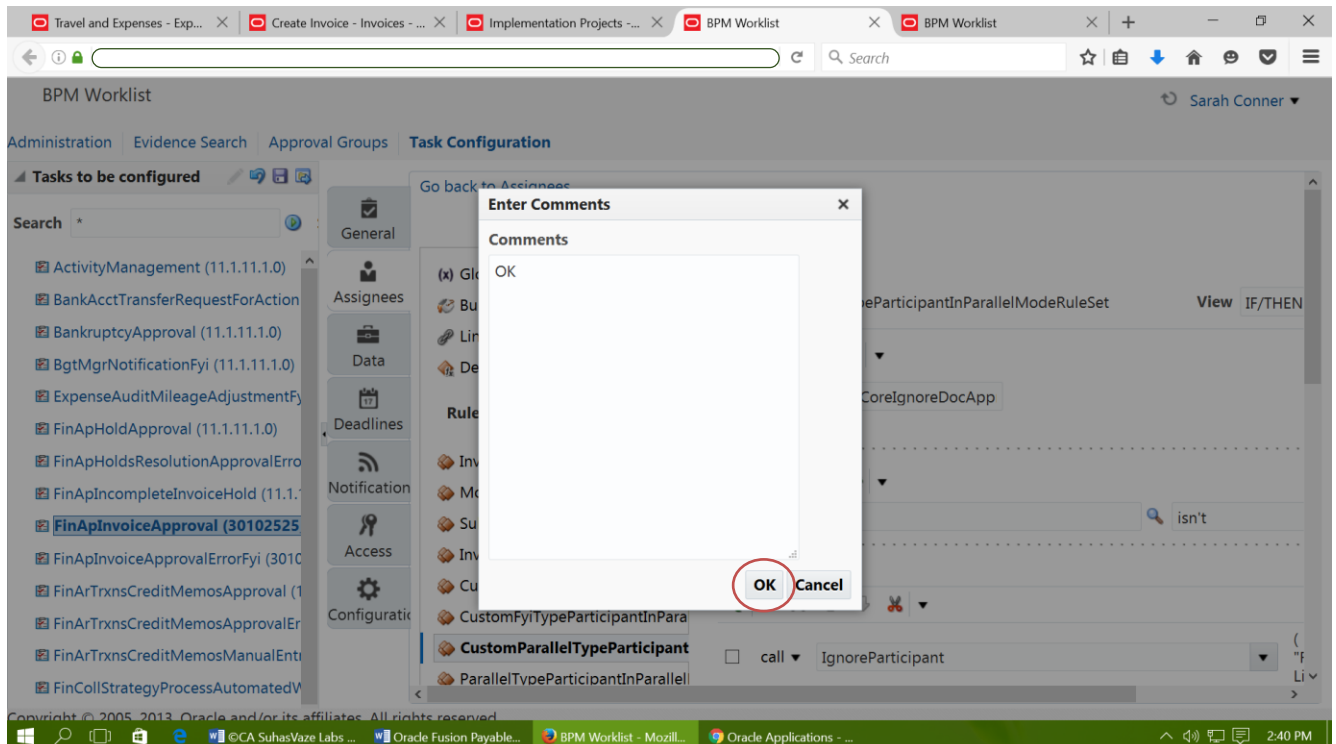 Travel and Expenses - Exp... Create Invoice - Invoices - ... Implementation Projects -... BPM Worklist BPM Worklist
Search
BPM Worklist
Sarah Conner
Administration Evidence Search Approval Groups Task Configuration
Tasks to be configured
Go back to Assignees
Enter Comments
Search *
General
Comments
ActivityManagement (11.1.11.1.0)
(x) Glo
OK
BankAcctTransferRequestForAction
Assignees
Bu
eParticipantInParallelModeRuleSet
View IF/THEN
BankruptcyApproval (11.1.11.1.0)
Lin
BgtMgrNotificationFyi (11.1.11.1.0)
Data
De
ExpenseAuditMileageAdjustmentFy
17
CoreIgnoreDocApp
FinApHoldApproval (11.1.11.1.0)
Deadlines
Rule
FinApHoldsResolutionApprovalErro
Inv
FinApIncompleteInvoiceHold (11.1.
Notification
Mo
FinApInvoiceApproval (30102525
Su
isn't
FinApInvoiceApprovalErrorFyi (3010
Access
Inv
FinArTrxnsCreditMemosApproval (1
Cu
OK Cancel
FinArTrxnsCreditMemosApprovalEr
Configuratio
CustomFyiTypeParticipantInPara
FinArTrxnsCreditMemosManualEnt
CustomParallelTypeParticipant
call IgnoreParticipant
(
"F
Li
FinCollStrategyProcessAutomatedW
ParallelTypeParticipantInParallel
Copyright © 2005, 2013, Oracle and/or its affiliates. All rights reserved.
©CA SuhasVaze Labs ... Oracle Fusion Payable... BPM Worklist - Mozill... Oracle Applications - ... 2:40 PM